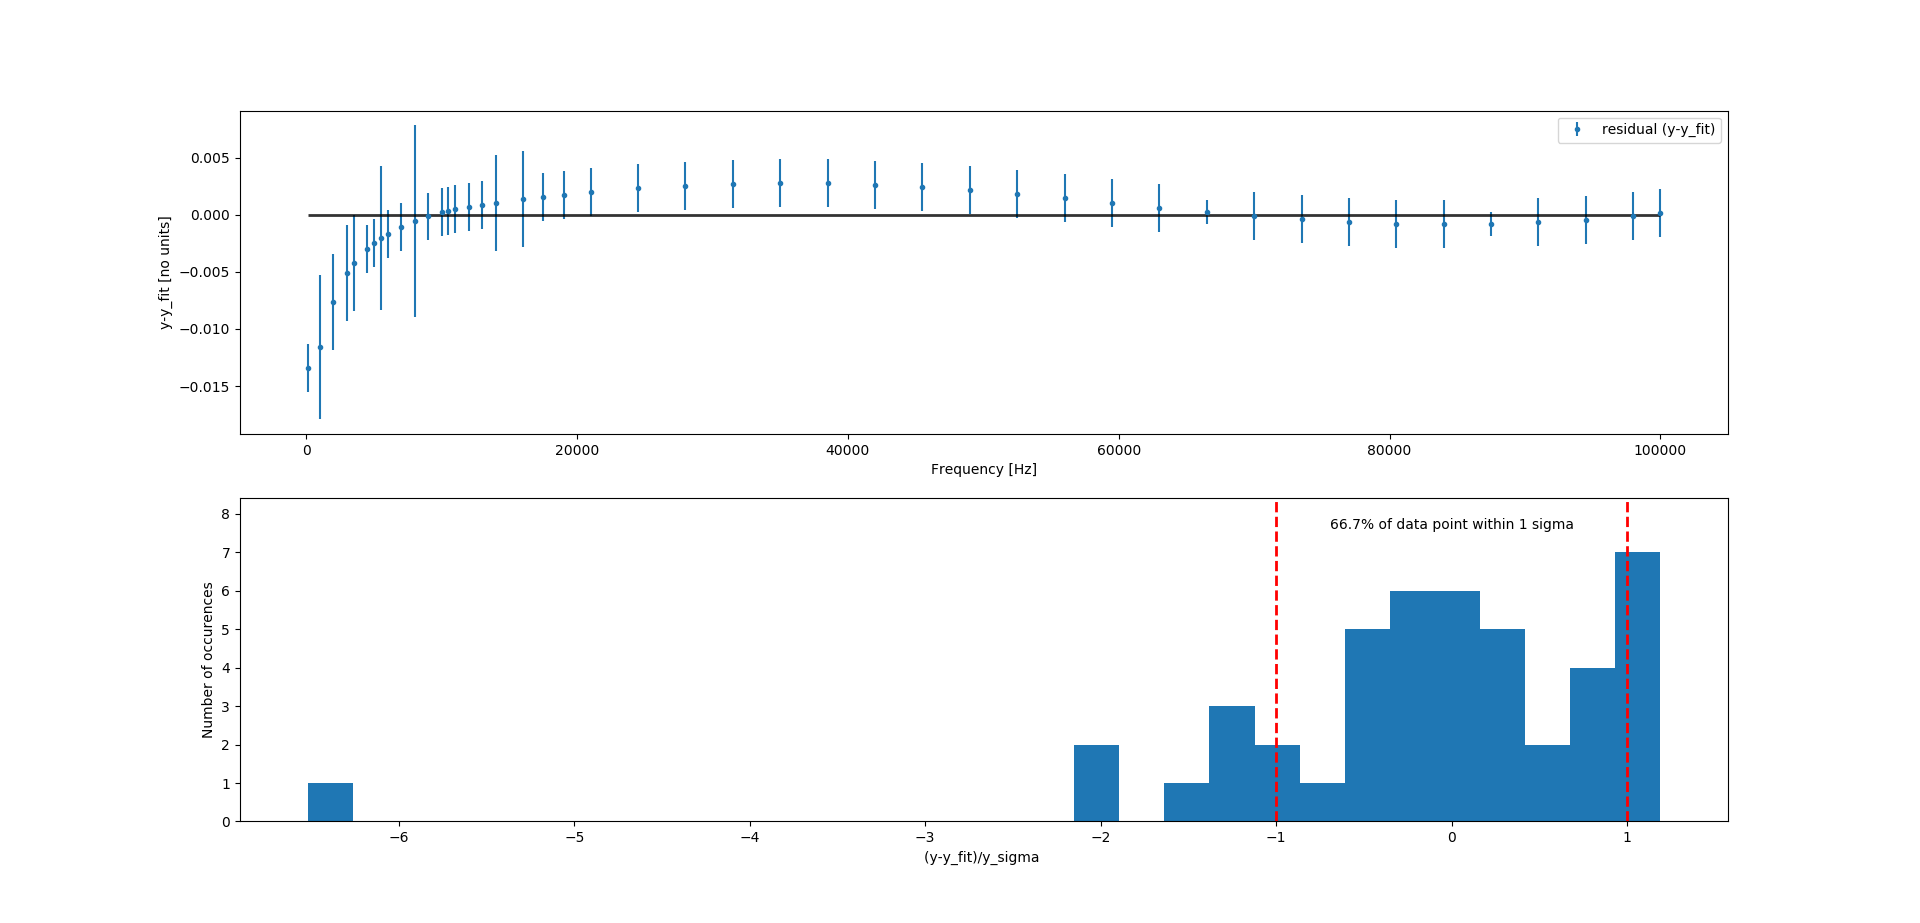 residual (y-y_fit)
0.005
0.000
−0.005
−0.010
−0.015
y-y_fit [no units]
0 20000 40000 60000 80000 100000
Frequency [Hz]
66.7% of data point within 1 sigma
8
7
6
5
4
3
2
1
0
Number of occurences
−6 −5 −4 −3 −2 −1 0 1
(y-y_fit)/y_sigma